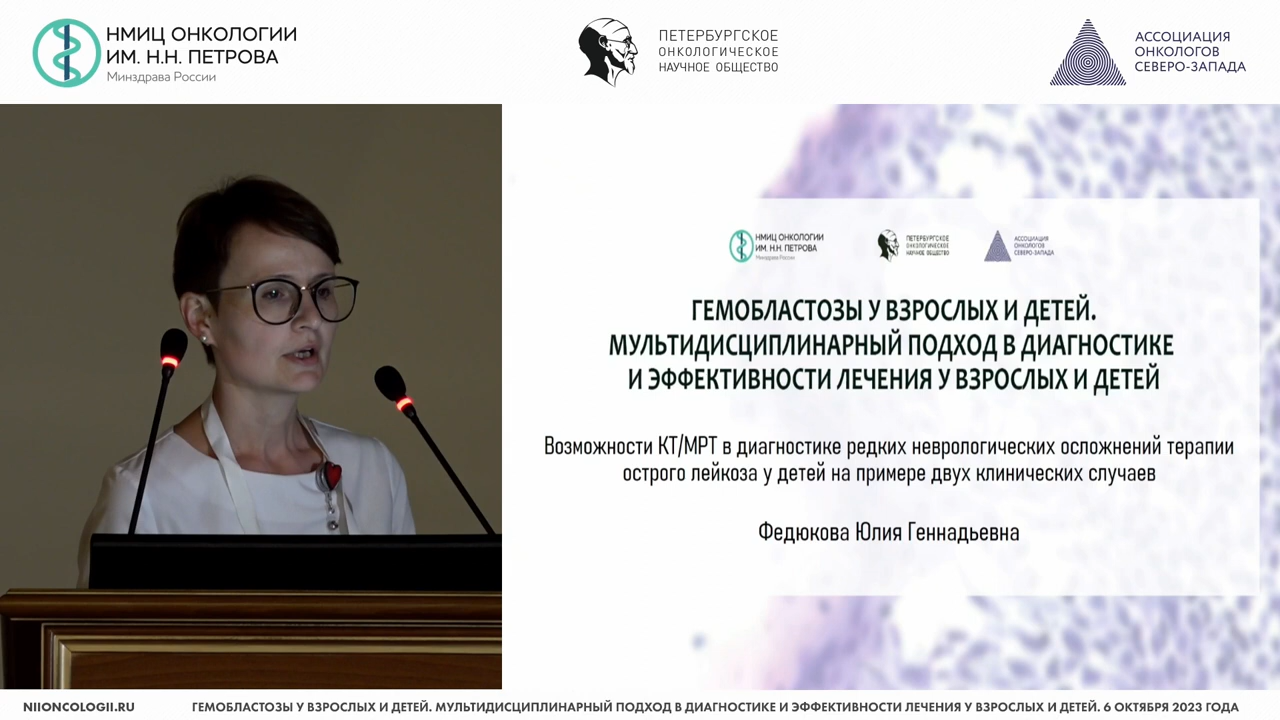 НМИЦ ОНКОЛОГИИ
ИМ. Н.Н. ПЕТРОВА
Минздрава России
ПЕТЕРБУРГСКОЕ
ОНКОЛОГИЧЕСКОЕ
НАУЧНОЕ ОБЩЕСТВО
АССОЦИАЦИЯ
ОНКОЛОГОВ
СЕВЕРО-ЗАПАДА
НМИЦ ОНКОЛОГИИ
ИМ. Н.Н. ПЕТРОВА
Минздрава России
ПЕТЕРБУРГСКОЕ
ОНКОЛОГИЧЕСКОЕ
НАУЧНОЕ ОБЩЕСТВО
АССОЦИАЦИЯ
ОНКОЛОГОВ
СЕВЕРО-ЗАПАДА
ГЕМОБЛАСТОЗЫ У ВЗРОСЛЫХ И ДЕТЕЙ.
МУЛЬТИДИСЦИПЛИНАРНЫЙ ПОДХОД В ДИАГНОСТИКЕ
И ЭФФЕКТИВНОСТИ ЛЕЧЕНИЯ У ВЗРОСЛЫХ И ДЕТЕЙ
Возможности КТ/МРТ в диагностике редких неврологических осложнений терапии
острого лейкоза у детей на примере двух клинических случаев
Федюкова Юлия Геннадьевна
NIIONCOLOGII.RU
ГЕМОБЛАСТОЗЫ У ВЗРОСЛЫХ И ДЕТЕЙ. МУЛЬТИДИСЦИПЛИНАРНЫЙ ПОДХОД В ДИАГНОСТИКЕ И ЭФФЕКТИВНОСТИ ЛЕЧЕНИЯ У ВЗРОСЛЫХ И ДЕТЕЙ. 6 ОКТЯБРЯ 2023 ГОДА